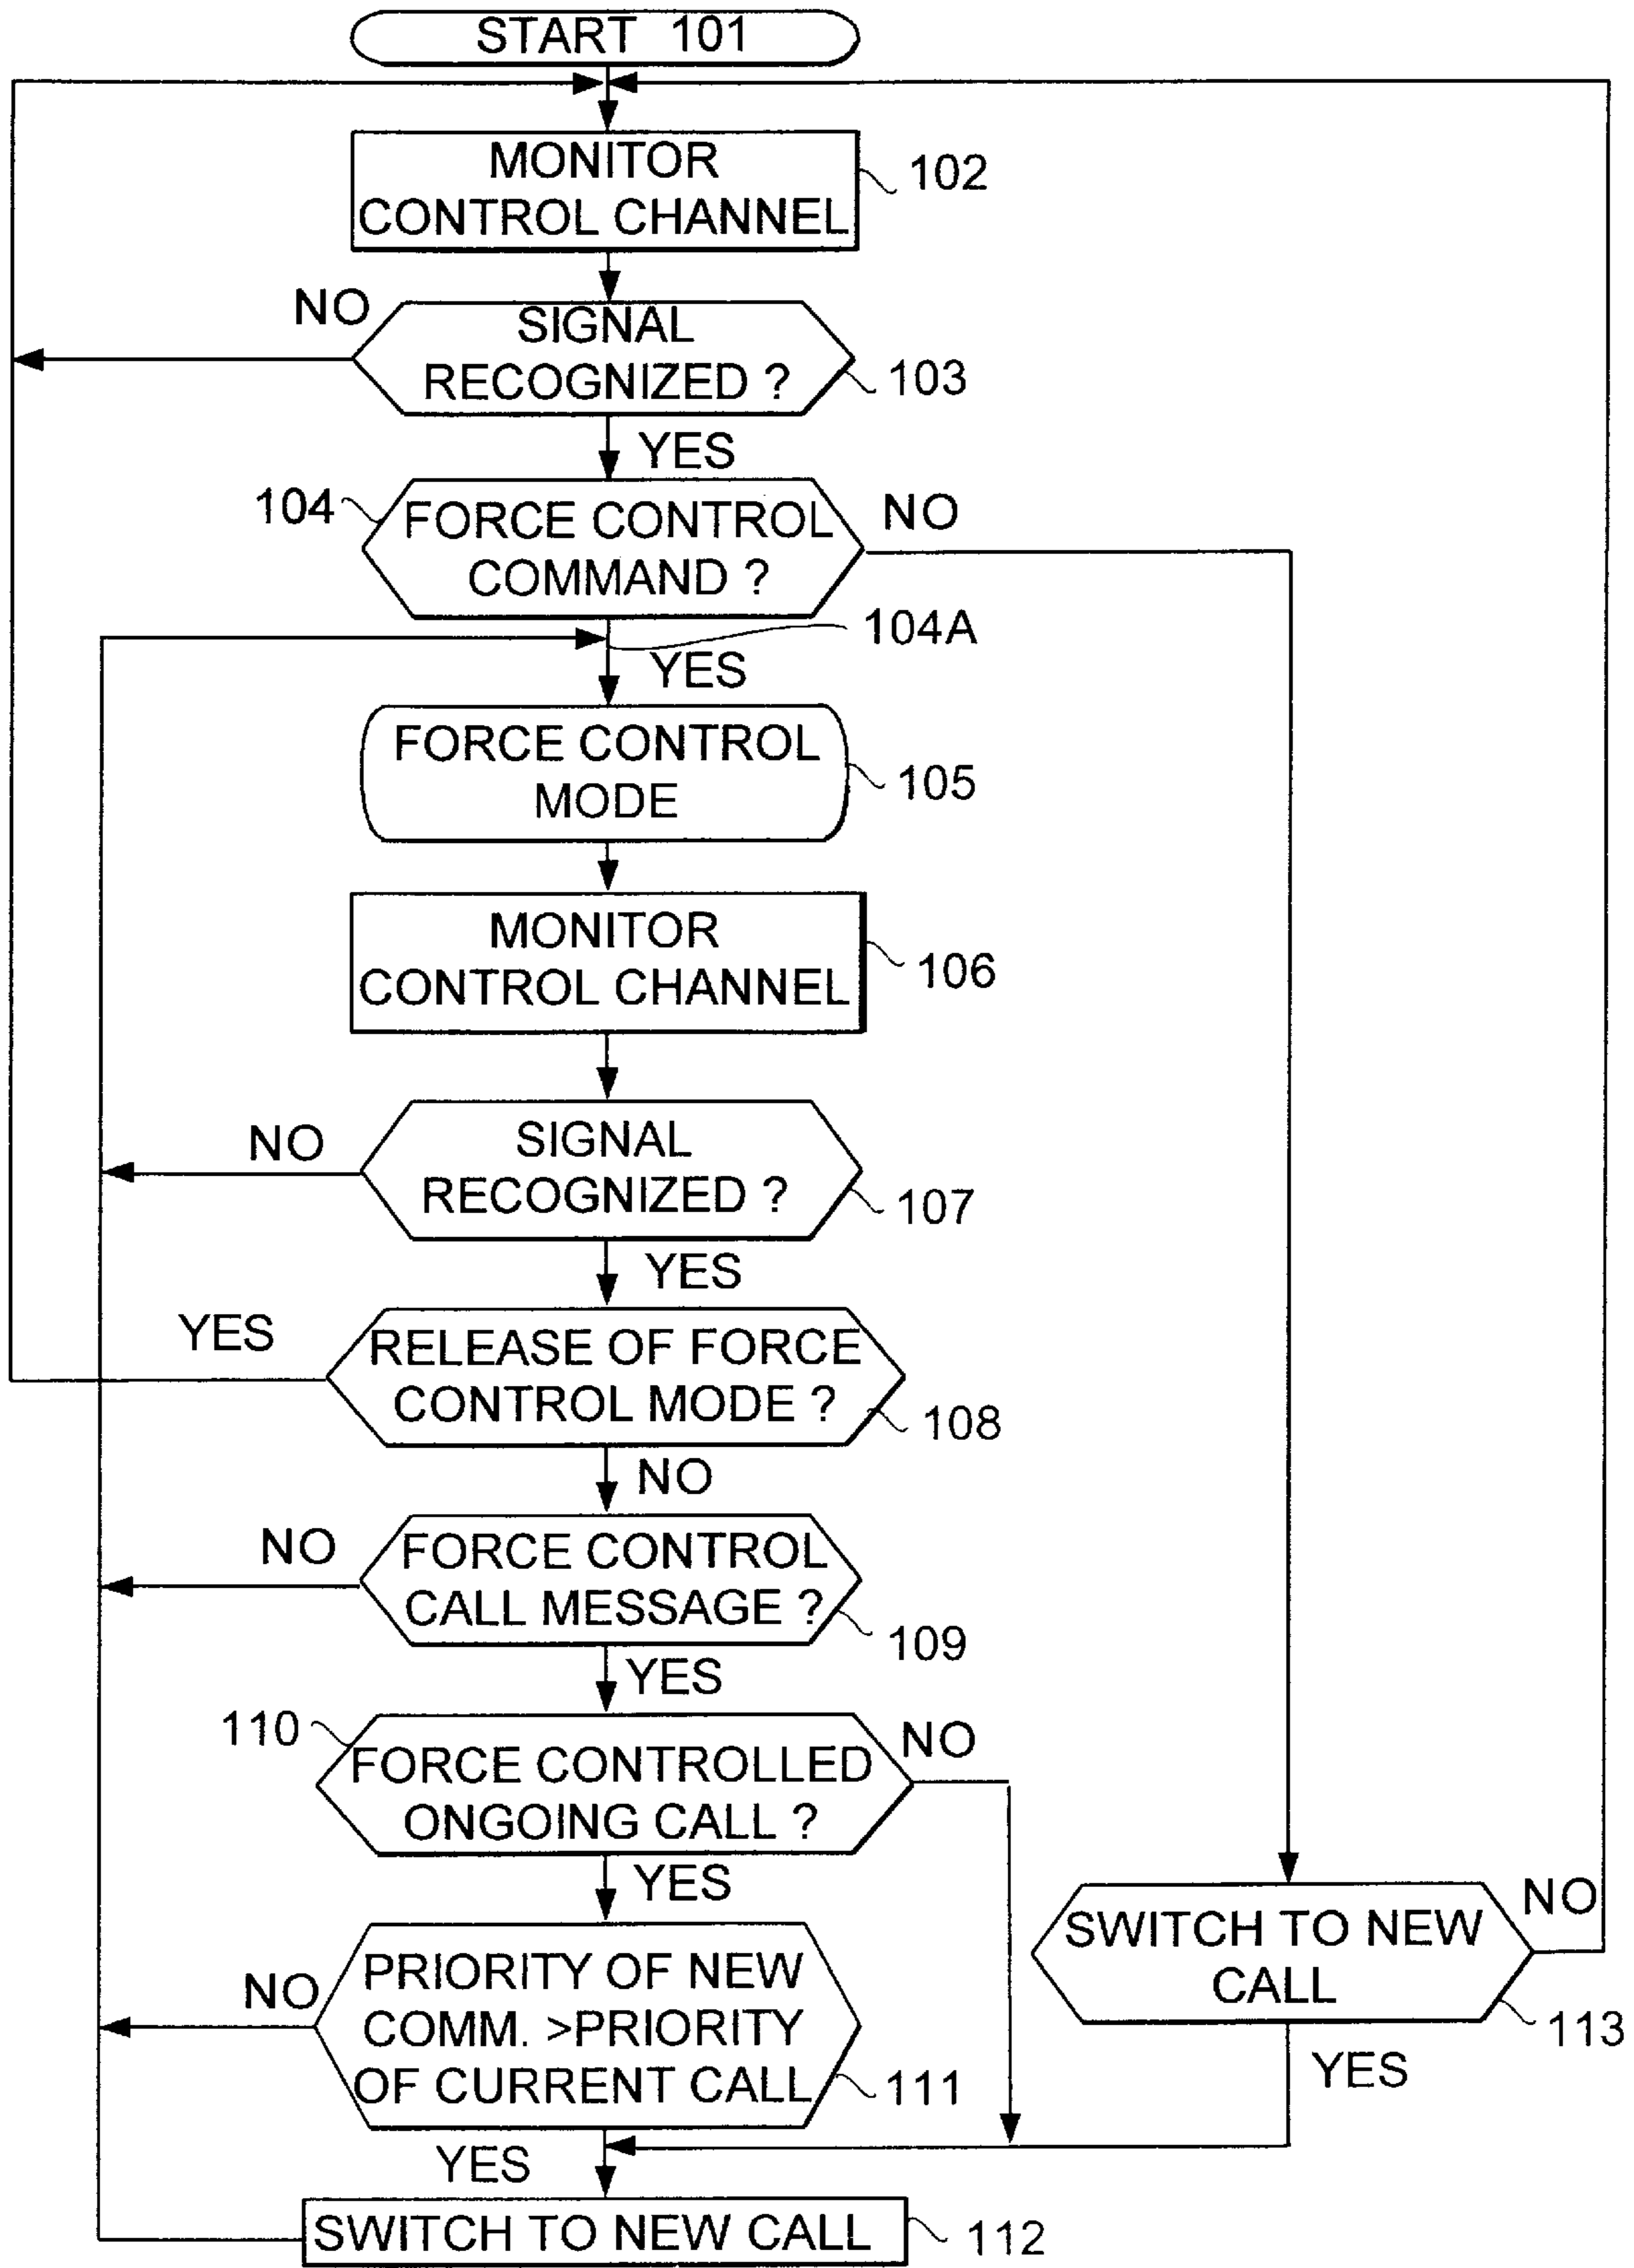 START 101
MONITOR
CONTROL CHANNEL
102
NO
SIGNAL
RECOGNIZED ?
103
YES
104
FORCE CONTROL
COMMAND ?
NO
104A
YES
FORCE CONTROL
MODE
105
MONITOR
CONTROL CHANNEL
106
NO
SIGNAL
RECOGNIZED ?
107
YES
YES
RELEASE OF FORCE
CONTROL MODE ?
108
NO
NO
FORCE CONTROL
CALL MESSAGE ?
109
YES
110
FORCE CONTROLLED
ONGOING CALL ?
NO
YES
NO
PRIORITY OF NEW
COMM. >PRIORITY
OF CURRENT CALL
111
SWITCH TO NEW
CALL
NO
113
YES
YES
SWITCH TO NEW CALL
112